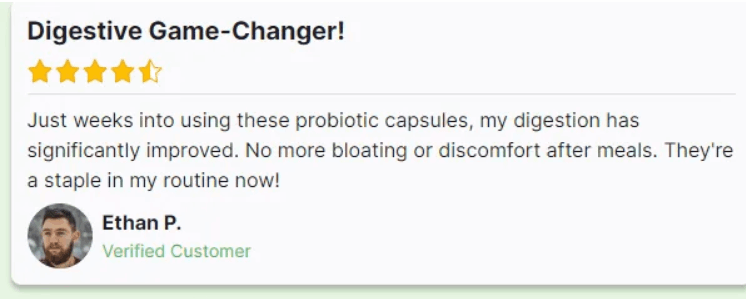 Digestive Game-Changer!
Just weeks into using these probiotic capsules, my digestion has
significantly improved. No more bloating or discomfort after meals. They're
a staple in my routine now!
Ethan P.
Verified Customer